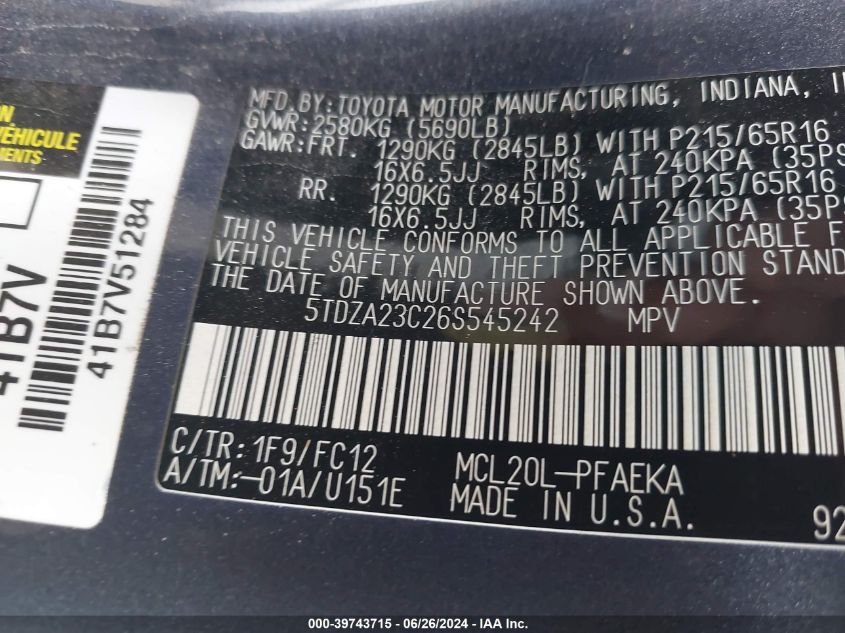 ON
VÉHICULE
EMENTS
41B7V
41B7V51284
MFD.BY:TOYOTA MOTOR MANUFACTURING, INDIANA, I
GVWR:2580KG (5690LB)
GAWR:FRT. 1290KG (2845LB) WITH P215/65R16
16X6.5JJ RIMS, AT 240KPA (35PS
RR. 1290KG (2845LB) WITH P215/65R16
16X6.5JJ RIMS, AT 240KPA (35PS
THIS VEHICLE CONFORMS TO ALL APPLICABLE F
VEHICLE SAFETY AND THEFT PREVENTION STAND
THE DATE OF MANUFACTURE SHOWN ABOVE.
5TDZA23C26S545242 MPV
C/TR:1F9/FC12 MCL20L-PFAEKA
A/TM:-01A/U151E MADE IN U.S.A. 92
000-39743715 - 06/26/2024 - IAA Inc.